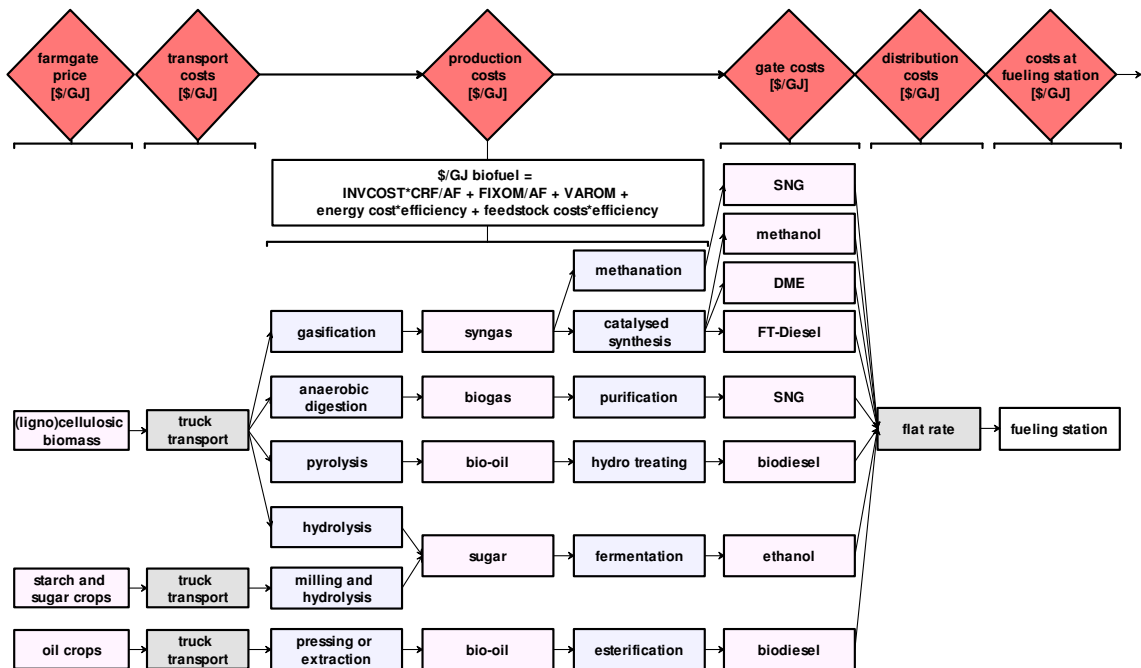 farmgate
price
[$/GJ]
transport
costs
[$/GJ]
production
costs
[$/GJ]
gate costs
[$/GJ]
distribution
costs
[$/GJ]
costs at
fueling station
[$/GJ]
$/GJ biofuel =
INVCOST*CRF/AF + FIXOM/AF + VAROM +
energy cost*efficiency + feedstock costs*efficiency
SNG
methanol
methanation
DME
gasification
syngas
catalysed
synthesis
FT-Diesel
anaerobic
digestion
biogas
purification
SNG
(ligno)cellulosic
biomass
truck
transport
flat rate
fueling station
pyrolysis
bio-oil
hydro treating
biodiesel
hydrolysis
sugar
fermentation
ethanol
starch and
sugar crops
truck
transport
milling and
hydrolysis
oil crops
truck
transport
pressing or
extraction
bio-oil
esterification
biodiesel